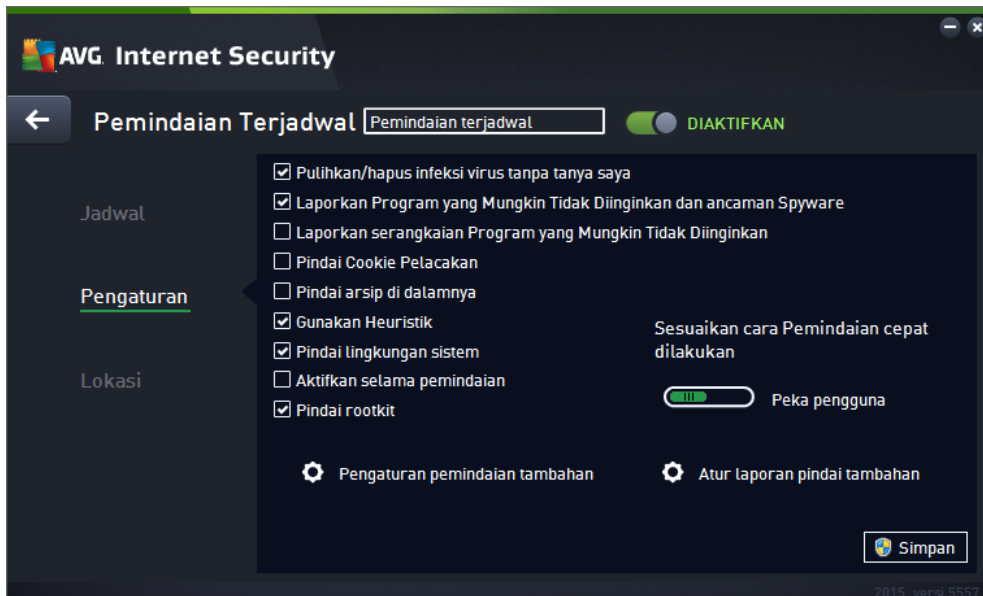 AVG Internet Security
Pemindaian Terjadwal Pemindaian terjadwal DIAKTIFKAN
Jadwal
Pengaturan
Lokasi
Pulihkan/hapus infeksi virus tanpa tanya saya
Laporkan Program yang Mungkin Tidak Diinginkan dan ancaman Spyware
Laporkan serangkaian Program yang Mungkin Tidak Diinginkan
Pindai Cookie Pelacakan
Pindai arsip di dalamnya
Gunakan Heuristik
Pindai lingkungan sistem
Aktifkan selama pemindaian
Pindai rootkit
Sesuaikan cara Pemindaian cepat
dilakukan
Peka pengguna
Pengaturan pemindaian tambahan
Atur laporan pindai tambahan
Simpan
2015, versi 5557